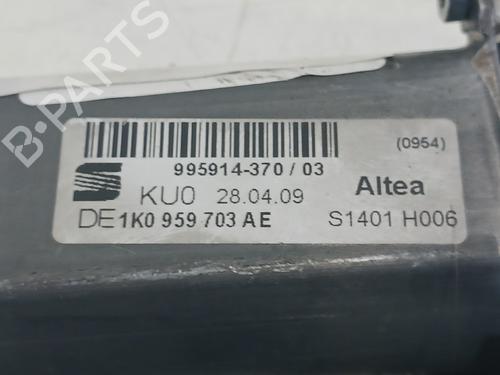 B-PARTS
995914-370 / 03
(0954)
KU0 28.04.09
Altea
DE 1K0 959 703 AE
S1401 H006